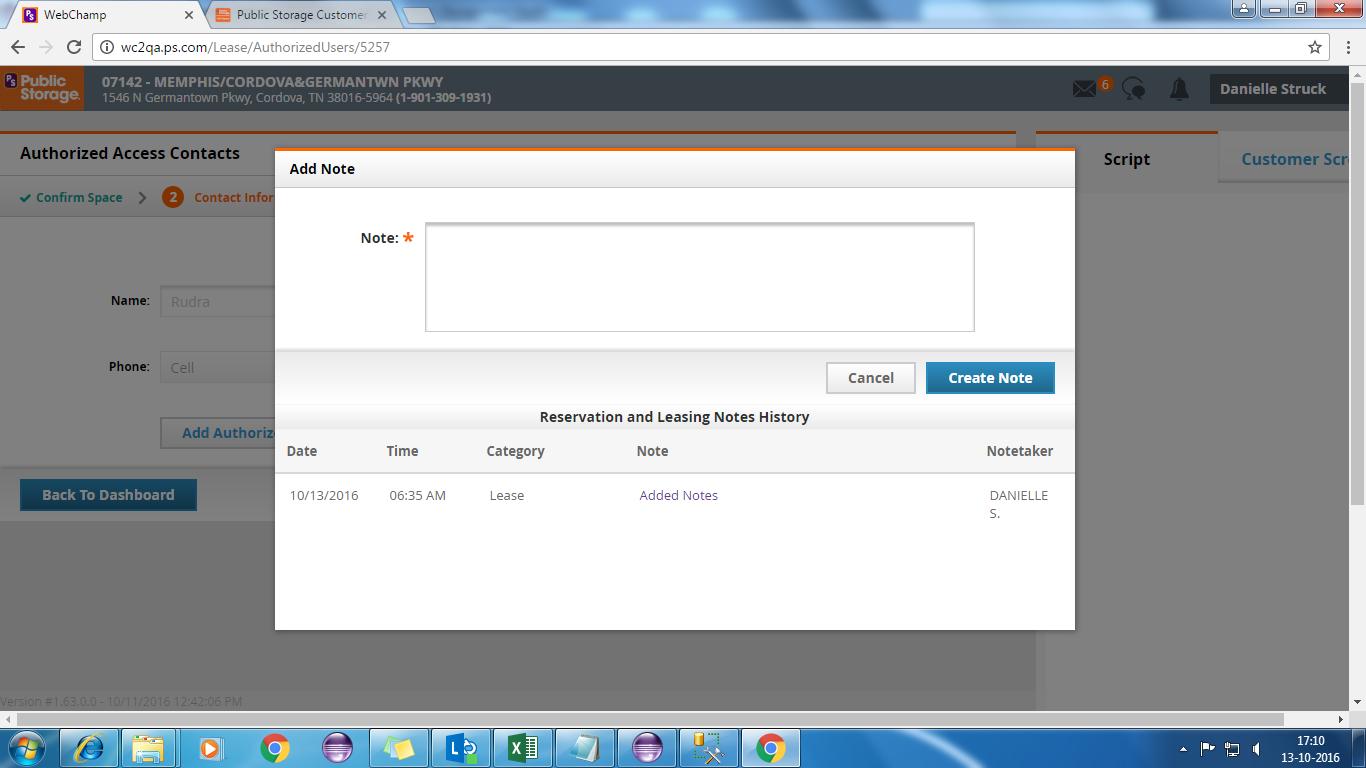 WebChamp
Public Storage Customer
wc2qa.ps.com/Lease/AuthorizedUsers/5257
PS Public Storage.
07142 - MEMPHIS/CORDOVA&GERMANTWN PKWY
1546 N Germantown Pkwy, Cordova, TN 38016-5964 (1-901-309-1931)
6
Danielle Struck
Authorized Access Contacts
Confirm Space
2 Contact Infor
Script
Customer Scr
Add Note
Note: *
Name: Rudra
Phone: Cell
Cancel
Create Note
Add Authoriz
Reservation and Leasing Notes History
Date Time Category Note Notetaker
10/13/2016 06:35 AM Lease Added Notes DANIELLE
S.
Back To Dashboard
Version #1.63.0.0 - 10/11/2016 12:42:06 PM
17:10
13-10-2016